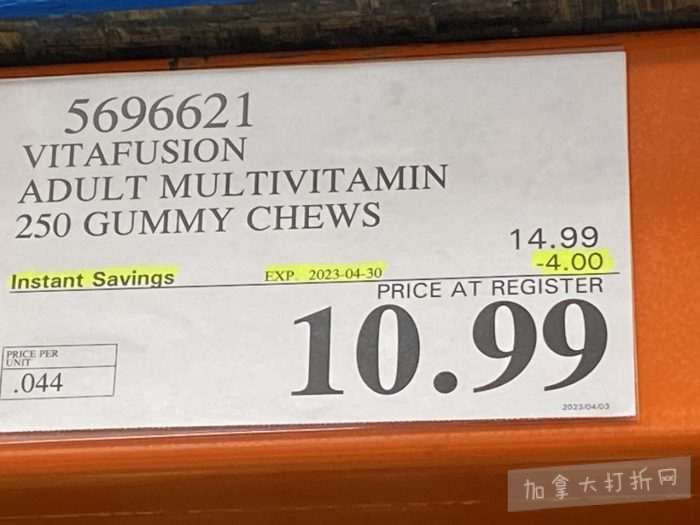 5696621
VITAFUSION
ADULT MULTIVITAMIN
250 GUMMY CHEWS
14.99
Instant Savings EXP. 2023-04-30 -4.00
PRICE AT REGISTER
10.99
PRICE PER
UNIT
.044
2023/04/03
加拿大打折网